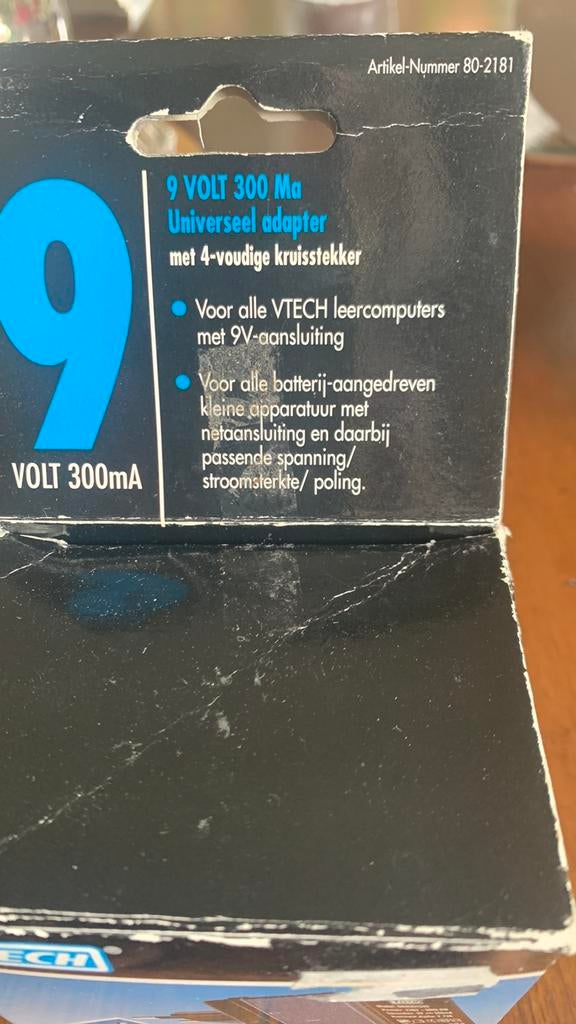 Artikel-Nummer 80-2181
9
VOLT 300mA
9 VOLT 300 Ma
Universeel adapter
met 4-voudige kruisstekker
Voor alle VTECH leercomputers
met 9V-aansluiting
Voor alle batterij-aangedreven
kleine apparatuur met
netaansluiting en daarbij
passende spanning/
stroomsterkte/ poling.
ECH®